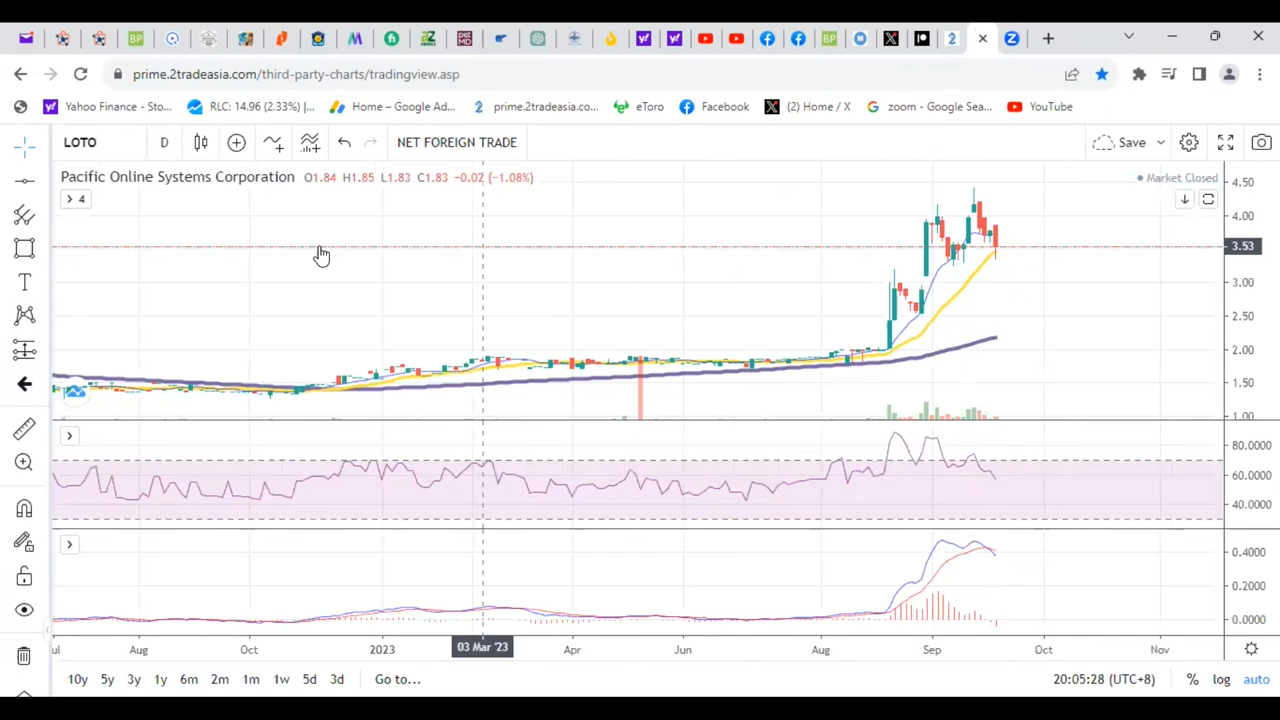 prime.2tradeasia.com/third-party-charts/tradingview.asp
Yahoo Finance - Sto... RLC: 14.96 (2.33%) |... Home – Google Ad... prime.2tradeasia.co... eToro Facebook (2) Home / X zoom - Google Sea... YouTube
LOTO D NET FOREIGN TRADE Save
Pacific Online Systems Corporation O1.84 H1.85 L1.83 C1.83 −0.02 (−1.08%) Market Closed
4
4.50
4.00
3.53
3.00
2.50
2.00
1.50
1.00
80.0000
60.0000
40.0000
0.4000
0.2000
0.0000
ul Aug Oct 2023 03 Mar '23 Apr Jun Aug Sep Oct Nov
10y 5y 3y 1y 6m 2m 1m 1w 5d 3d Go to... 20:05:28 (UTC+8) % log auto